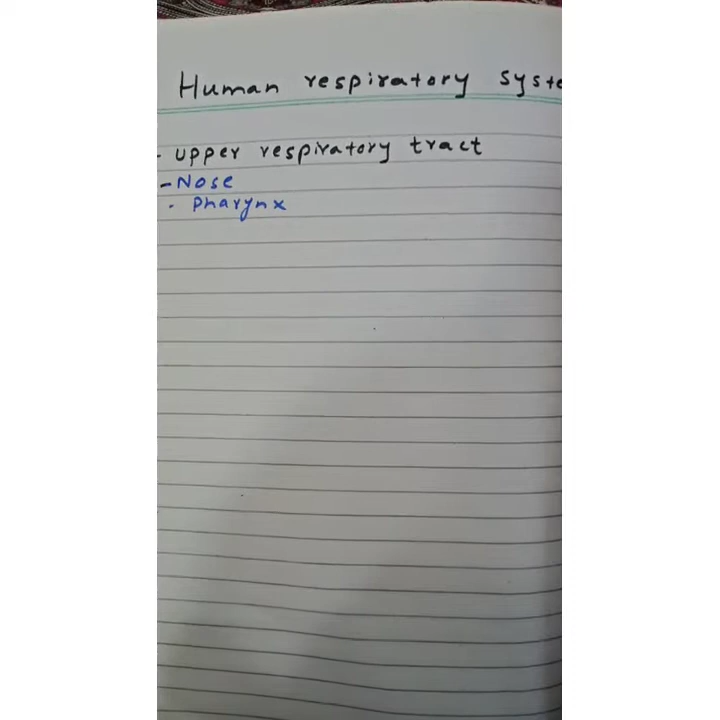 Human respiratory syste
· upper respiratory tract
- Nose
· pharynx